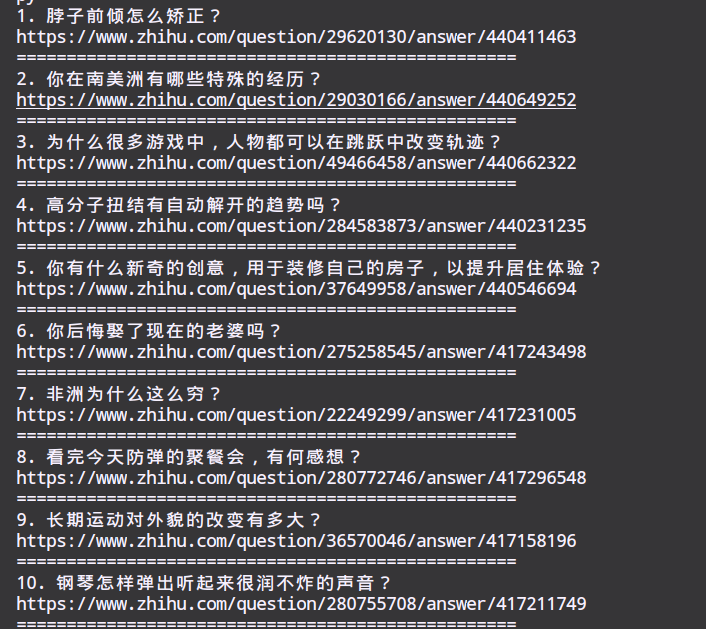 py
1. 脖子前倾怎么矫正？
https://www.zhihu.com/question/29620130/answer/440411463
==================================================
2. 你在南美洲有哪些特殊的经历？
https://www.zhihu.com/question/29030166/answer/440649252
==================================================
3. 为什么很多游戏中，人物都可以在跳跃中改变轨迹？
https://www.zhihu.com/question/49466458/answer/440662322
==================================================
4. 高分子扭结有自动解开的趋势吗？
https://www.zhihu.com/question/284583873/answer/440231235
==================================================
5. 你有什么新奇的创意，用于装修自己的房子，以提升居住体验？
https://www.zhihu.com/question/37649958/answer/440546694
==================================================
6. 你后悔娶了现在的老婆吗？
https://www.zhihu.com/question/275258545/answer/417243498
==================================================
7. 非洲为什么这么穷？
https://www.zhihu.com/question/22249299/answer/417231005
==================================================
8. 看完今天防弹的聚餐会，有何感想？
https://www.zhihu.com/question/280772746/answer/417296548
==================================================
9. 长期运动对外貌的改变有多大？
https://www.zhihu.com/question/36570046/answer/417158196
==================================================
10. 钢琴怎样弹出听起来很润不炸的声音？
https://www.zhihu.com/question/280755708/answer/417211749
==================================================